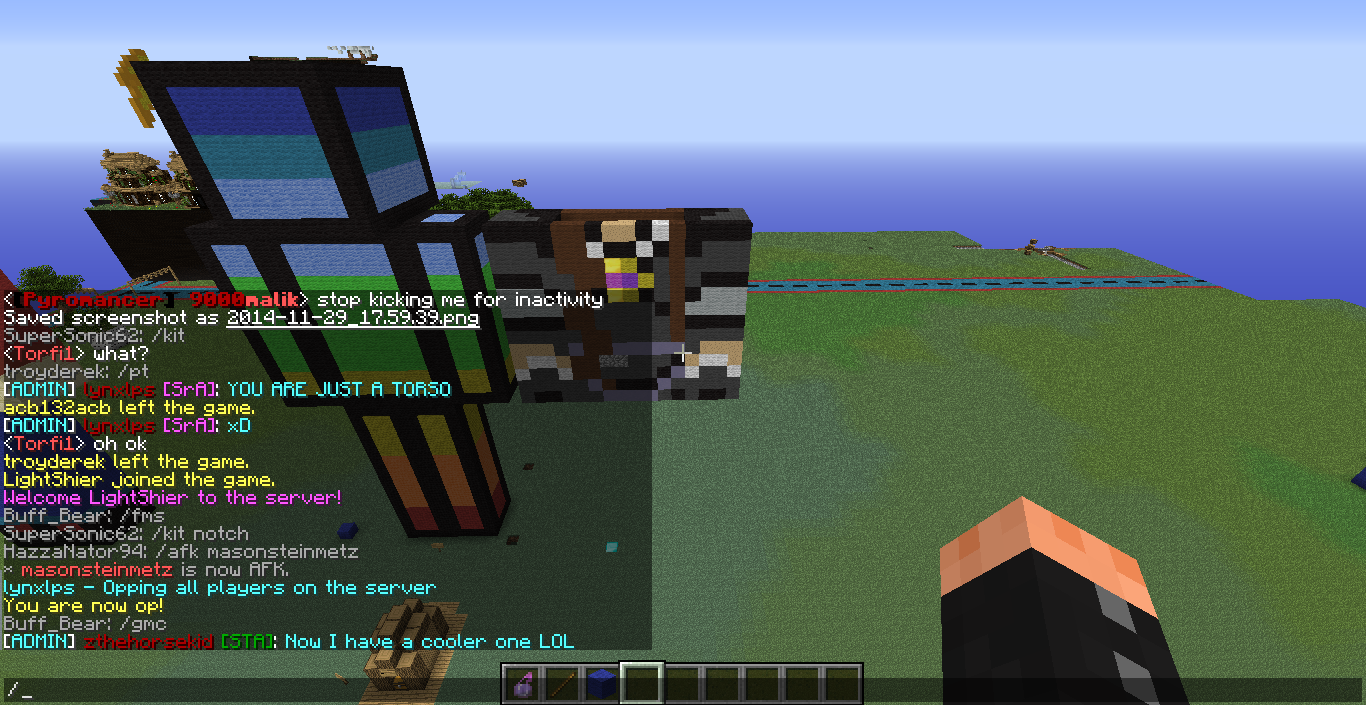 < Pyromancer] 9000malik> stop kicking me for inactivity
Saved screenshot as 2014-11-29_17.59.39.png
SuperSonic62: /kit
<Torfi1> what?
troyderek: /pt
[ADMIN] lynxlps [SrA]: YOU ARE JUST A TORSO
acb132acb left the game.
[ADMIN] lynxlps [SrA]: xD
<Torfi1> oh ok
troyderek left the game.
LightShier joined the game.
Welcome LightShier to the server!
Buff_Bear: /fms
SuperSonic62: /kit notch
HazzaNator94: /afk masonsteinmetz
* masonsteinmetz is now AFK.
lynxlps - Opping all players on the server
You are now op!
Buff_Bear: /gmc
[ADMIN] zthehorsekid [STA]: Now I have a cooler one LOL
/_